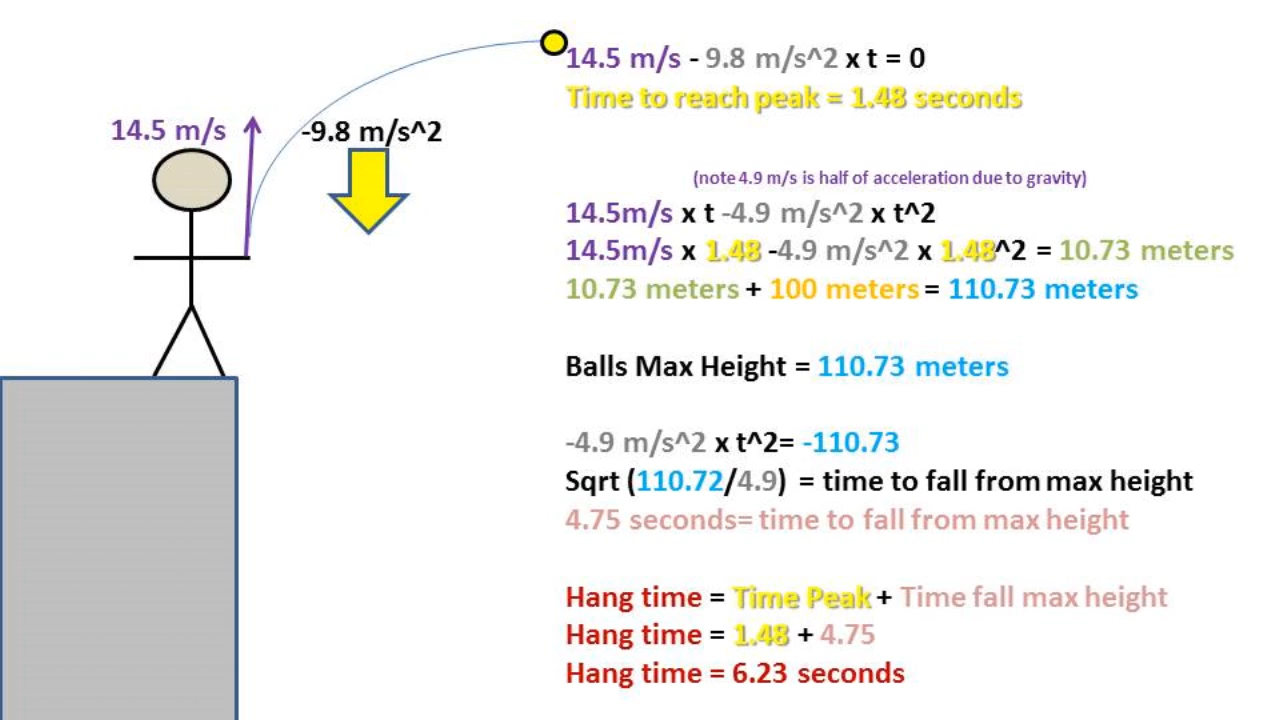 14.5 m/s - 9.8 m/s^2 x t = 0
Time to reach peak = 1.48 seconds
14.5 m/s
-9.8 m/s^2
(note 4.9 m/s is half of acceleration due to gravity)
14.5m/s x t -4.9 m/s^2 x t^2
14.5m/s x 1.48 -4.9 m/s^2 x 1.48^2 = 10.73 meters
10.73 meters + 100 meters = 110.73 meters
Balls Max Height = 110.73 meters
-4.9 m/s^2 x t^2= -110.73
Sqrt (110.72/4.9) = time to fall from max height
4.75 seconds= time to fall from max height
Hang time = Time Peak + Time fall max height
Hang time = 1.48 + 4.75
Hang time = 6.23 seconds